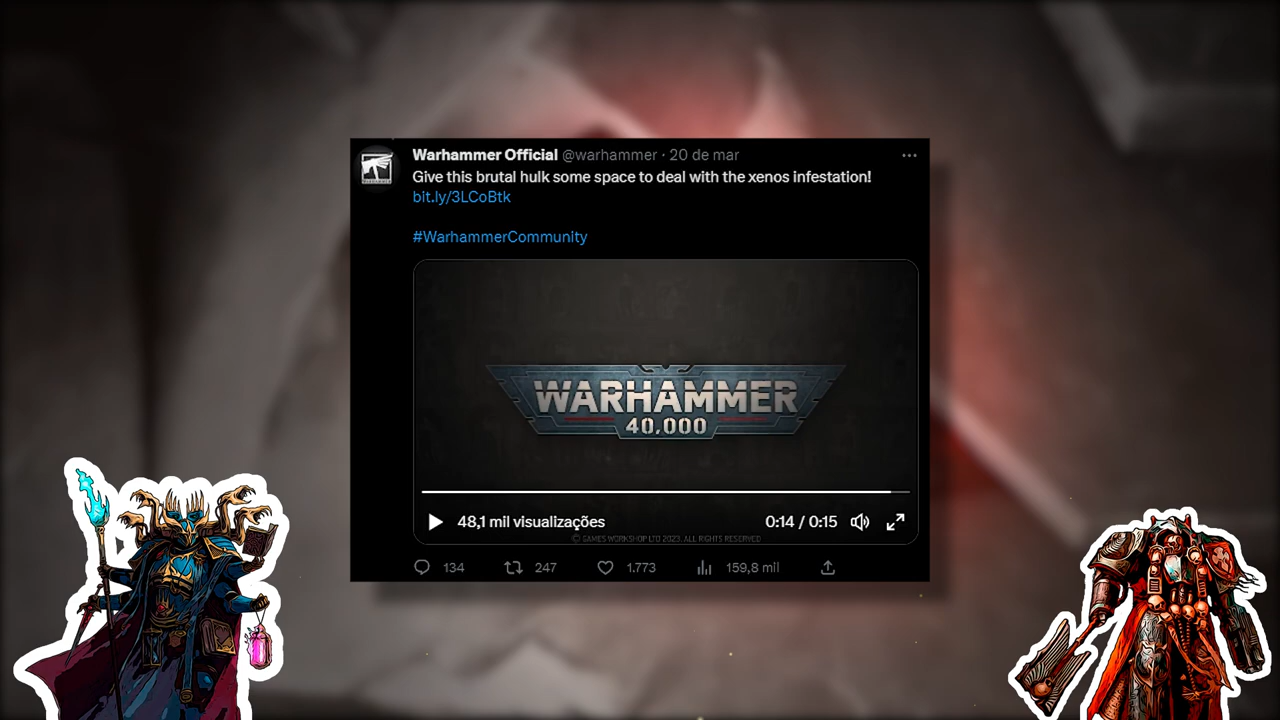 Warhammer Official @warhammer · 20 de mar
Give this brutal hulk some space to deal with the xenos infestation!
bit.ly/3LCoBtk
#WarhammerCommunity
WARHAMMER
40,000
48,1 mil visualizações 0:14 / 0:15
© GAMES WORKSHOP LTD 2023. ALL RIGHTS RESERVED
134 247 1.773 159,8 mil